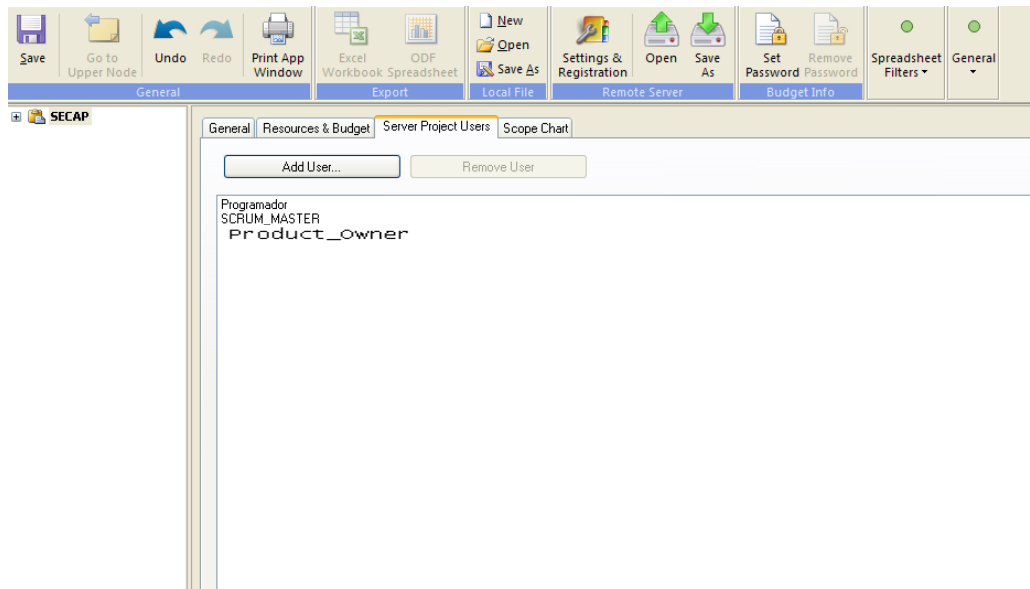 Save
Go to
Upper Node
Undo
Redo
Print App
Window
General
Excel
Workbook
ODF
Spreadsheet
Export
New
Open
Save As
Local File
Settings &
Registration
Open
Save
As
Remote Server
Set
Password
Remove
Password
Budget Info
Spreadsheet
Filters
General
SECAP
General
Resources & Budget
Server Project Users
Scope Chart
Add User...
Remove User
Programador
SCRUM_MASTER
Product_Owner